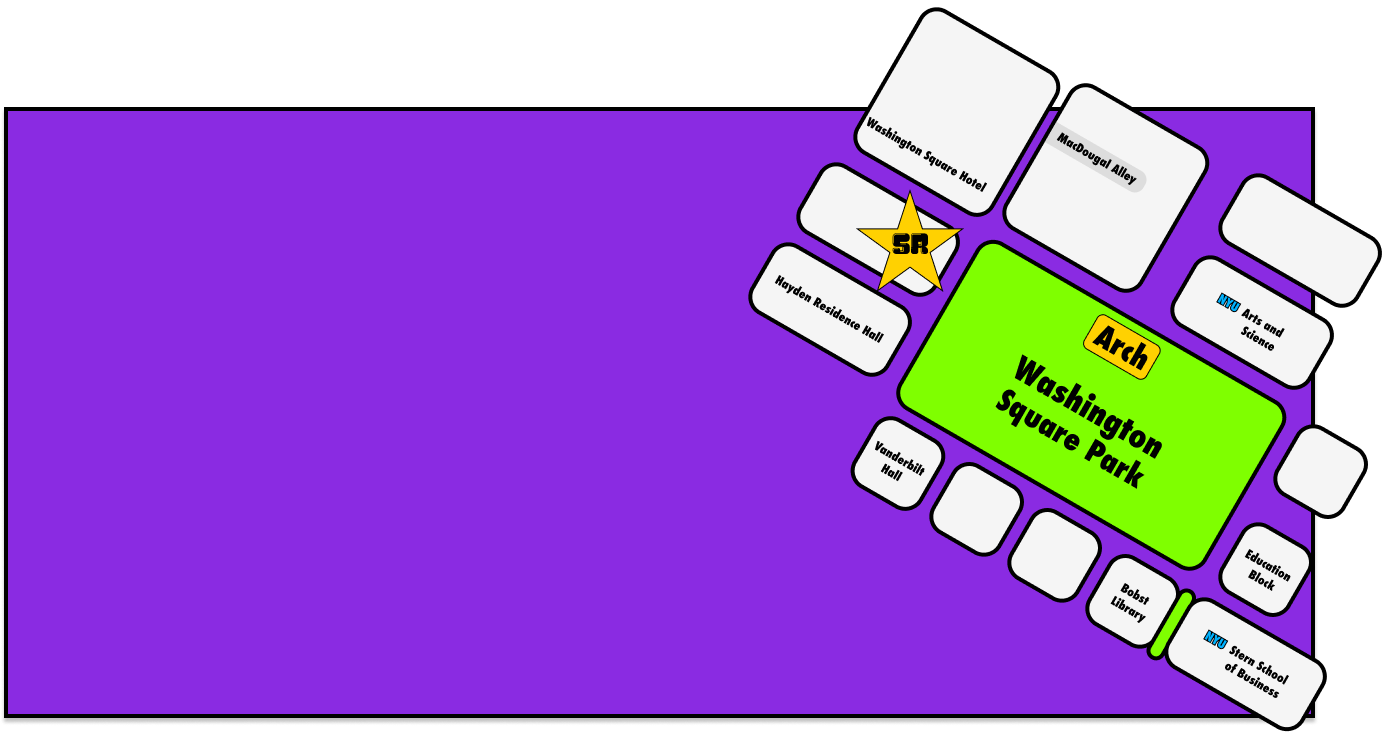 Washington Square Hotel
MacDougal Alley
SR
Hayden Residence Hall
NYU Arts and
Science
Arch
Washington
Square Park
Vanderbilt
Hall
Education
Block
Bobst
Library
NYU Stern School
of Business